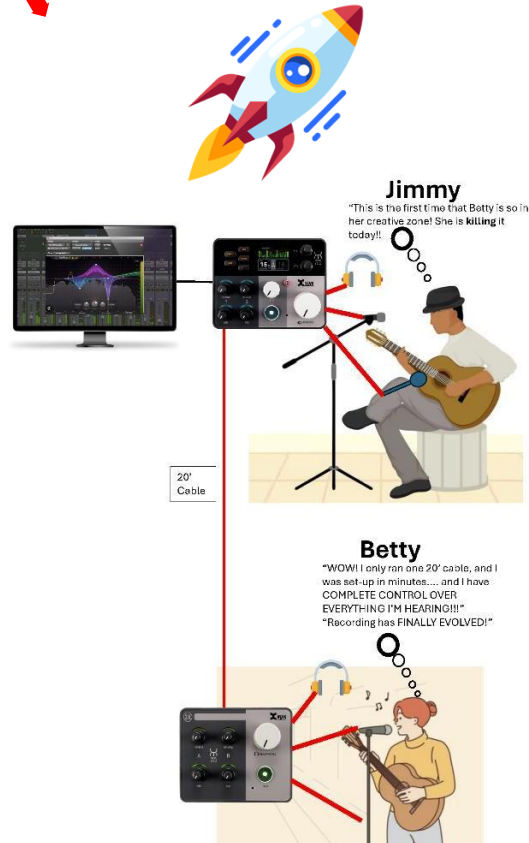 Jimmy
"This is the first time that Betty is so in
her creative zone! She is killing it
today!!
20'
Cable
Betty
"WOW! I only ran one 20' cable, and I
was set-up in minutes.... and I have
COMPLETE CONTROL OVER
EVERYTHING I'M HEARING!!!"
"Recording has FINALLY EVOLVED!"
A
B